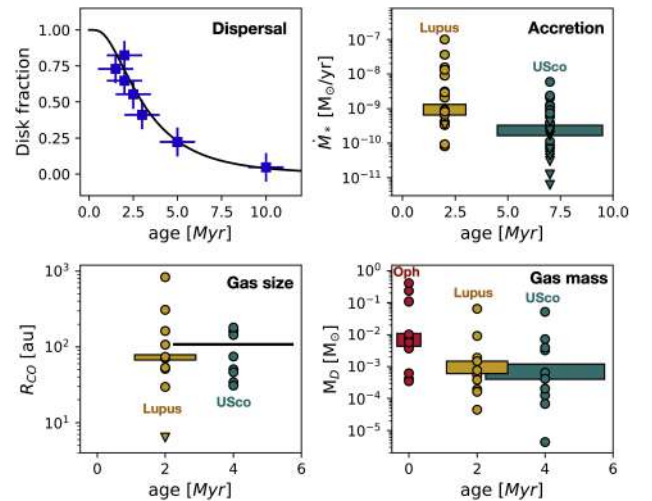 Dispersal
1.00
0.75
0.50
0.25
0.00
Disk fraction
0.0 2.5 5.0 7.5 10.0
age [Myr]
Accretion
Lupus
USco
10⁻⁷
10⁻⁸
10⁻⁹
10⁻¹⁰
10⁻¹¹
Ṁ* [M⊙/yr]
0.0 2.5 5.0 7.5 10.0
age [Myr]
Gas size
10³
10²
10¹
R_CO [au]
Lupus
USco
0 2 4 6
age [Myr]
Gas mass
Oph
Lupus
USco
10⁰
10⁻¹
10⁻²
10⁻³
10⁻⁴
10⁻⁵
M_D [M⊙]
0 2 4 6
age [Myr]